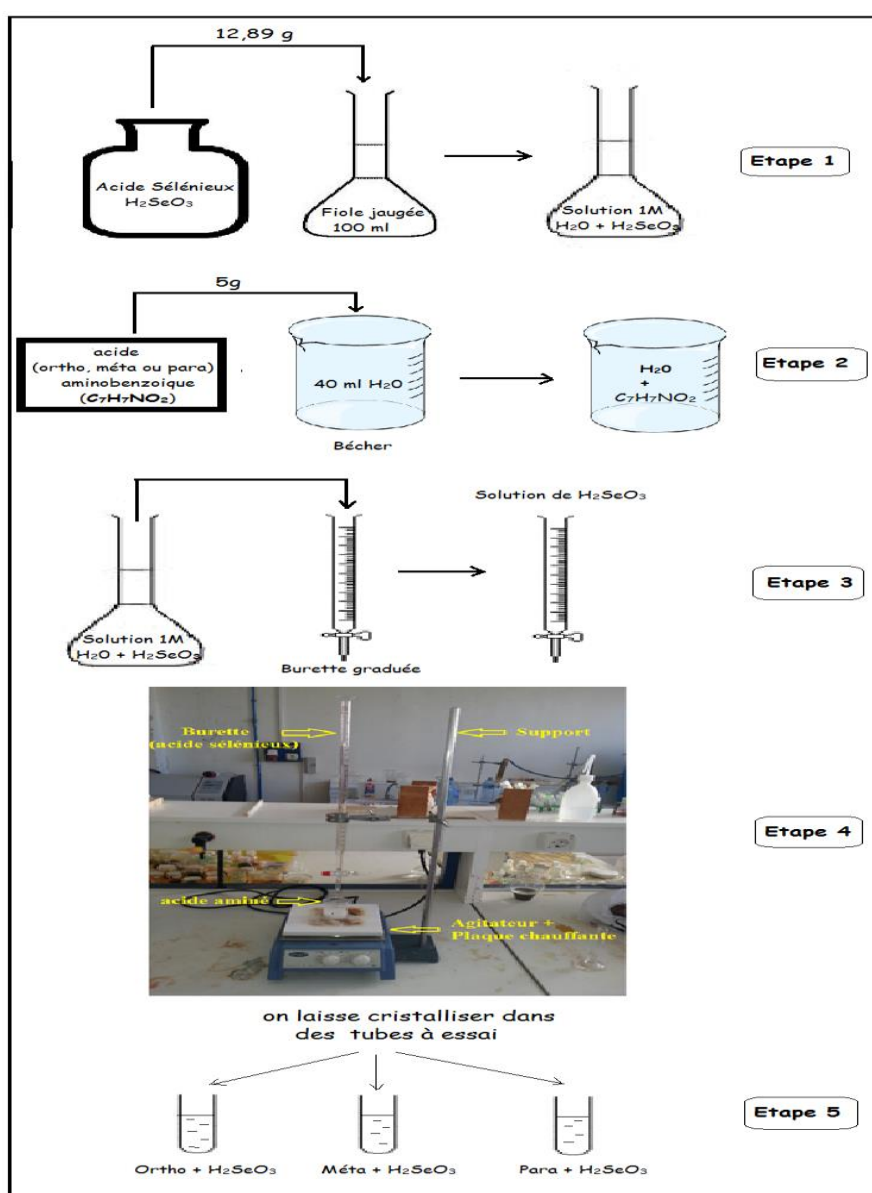 12,89 g
Acide Sélénieux
H₂SeO₃
Fiole jaugée
100 ml
Solution 1M
H₂O + H₂SeO₃
Etape 1
5g
acide
(ortho, méta ou para)
aminobenzoique
(C₇H₇NO₂)
40 ml H₂O
Bécher
H₂O
+
C₇H₇NO₂
Etape 2
Solution 1M
H₂O + H₂SeO₃
Burette graduée
Solution de H₂SeO₃
Etape 3
Burette
(acide sélénieux)
Support
acide aminé
Agitateur +
Plaque chauffante
Etape 4
on laisse cristalliser dans
des tubes à essai
Ortho + H₂SeO₃
Méta + H₂SeO₃
Para + H₂SeO₃
Etape 5